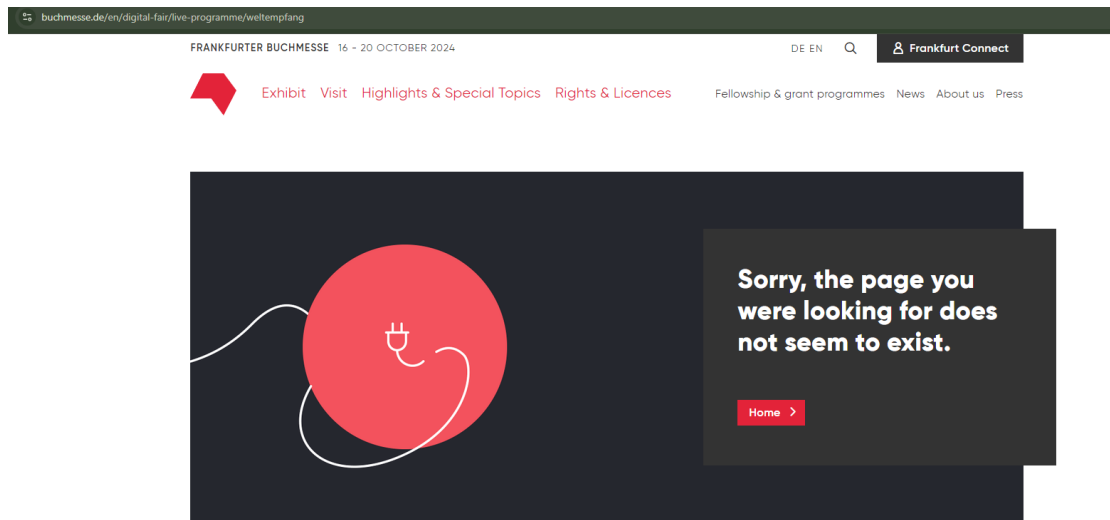 buchmesse.de/en/digital-fair/live-programme/weltempfang
FRANKFURTER BUCHMESSE 16 – 20 OCTOBER 2024 DE EN Frankfurt Connect
Exhibit Visit Highlights & Special Topics Rights & Licences Fellowship & grant programmes News About us Press
Sorry, the page you
were looking for does
not seem to exist.
Home